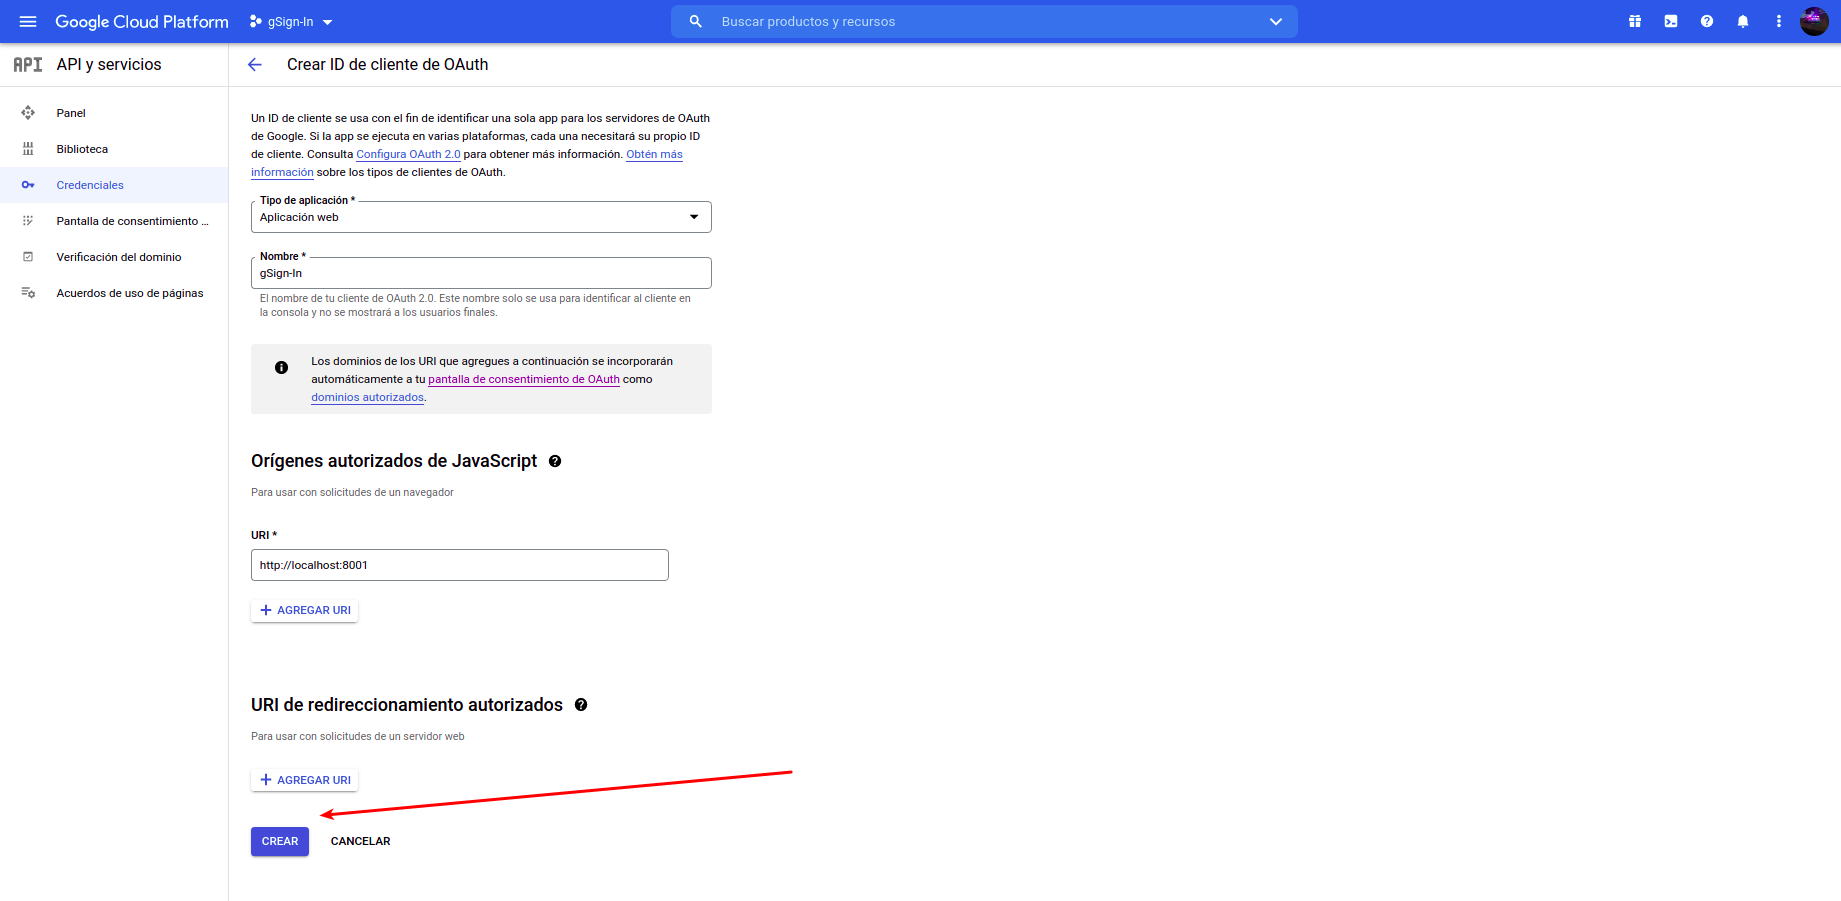 Google Cloud Platform
gSign-In
Buscar productos y recursos
API
API y servicios
Crear ID de cliente de OAuth
Panel
Biblioteca
Credenciales
Pantalla de consentimiento ...
Verificación del dominio
Acuerdos de uso de páginas
Un ID de cliente se usa con el fin de identificar una sola app para los servidores de OAuth
de Google. Si la app se ejecuta en varias plataformas, cada una necesitará su propio ID
de cliente. Consulta Configura OAuth 2.0 para obtener más información. Obtén más
información sobre los tipos de clientes de OAuth.
Tipo de aplicación *
Aplicación web
Nombre *
gSign-In
El nombre de tu cliente de OAuth 2.0. Este nombre solo se usa para identificar al cliente en
la consola y no se mostrará a los usuarios finales.
Los dominios de los URI que agregues a continuación se incorporarán
automáticamente a tu pantalla de consentimiento de OAuth como
dominios autorizados.
Orígenes autorizados de JavaScript
Para usar con solicitudes de un navegador
URI *
http://localhost:8001
+ AGREGAR URI
URI de redireccionamiento autorizados
Para usar con solicitudes de un servidor web
+ AGREGAR URI
CREAR
CANCELAR